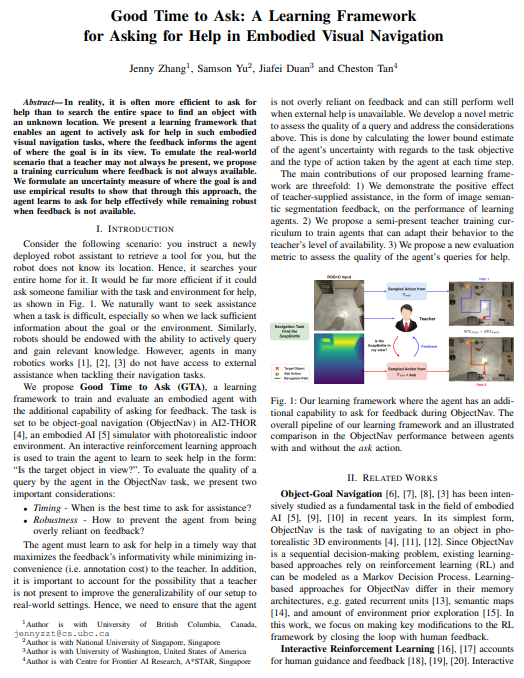 Good Time to Ask: A Learning Framework
for Asking for Help in Embodied Visual Navigation
Jenny Zhang1, Samson Yu2, Jiafei Duan3 and Cheston Tan4
Abstract— In reality, it is often more efficient to ask for
help than to search the entire space to find an object with
an unknown location. We present a learning framework that
enables an agent to actively ask for help in such embodied
visual navigation tasks, where the feedback informs the agent
of where the goal is in its view. To emulate the real-world
scenario that a teacher may not always be present, we propose
a training curriculum where feedback is not always available.
We formulate an uncertainty measure of where the goal is and
use empirical results to show that through this approach, the
agent learns to ask for help effectively while remaining robust
when feedback is not available.
I. INTRODUCTION
Consider the following scenario: you instruct a newly
deployed robot assistant to retrieve a tool for you, but the
robot does not know its location. Hence, it searches your
entire home for it. It would be far more efficient if it could
ask someone familiar with the task and environment for help,
as shown in Fig. 1. We naturally want to seek assistance
when a task is difficult, especially so when we lack sufficient
information about the goal or the environment. Similarly,
robots should be endowed with the ability to actively query
and gain relevant knowledge. However, agents in many
robotics works [1], [2], [3] do not have access to external
assistance when tackling their navigation tasks.
We propose Good Time to Ask (GTA), a learning
framework to train and evaluate an embodied agent with
the additional capability of asking for feedback. The task is
set to be object-goal navigation (ObjectNav) in AI2-THOR
[4], an embodied AI [5] simulator with photorealistic indoor
environment. An interactive reinforcement learning approach
is used to train the agent to learn to seek help in the form:
"Is the target object in view?". To evaluate the quality of a
query by the agent in the ObjectNav task, we present two
important considerations:
• Timing - When is the best time to ask for assistance?
• Robustness - How to prevent the agent from being
overly reliant on feedback?
The agent must learn to ask for help in a timely way that
maximizes the feedback's informativity while minimizing in-
convenience (i.e. annotation cost) to the teacher. In addition,
it is important to account for the possibility that a teacher
is not present to improve the generalizability of our setup to
real-world settings. Hence, we need to ensure that the agent
1Author is with University of British Columbia, Canada,
jennyzzt@cs.ubc.ca
2Author is with National University of Singapore, Singapore
3Author is with University of Washington, United States of America
4Author is with Centre for Frontier AI Research, A*STAR, Singapore
is not overly reliant on feedback and can still perform well
when external help is unavailable. We develop a novel metric
to assess the quality of a query and address the considerations
above. This is done by calculating the lower bound estimate
of the agent's uncertainty with regards to the task objective
and the type of action taken by the agent at each time step.
The main contributions of our proposed learning frame-
work are threefold: 1) We demonstrate the positive effect
of teacher-supplied assistance, in the form of image seman-
tic segmentation feedback, on the performance of learning
agents. 2) We propose a semi-present teacher training cur-
riculum to train agents that can adapt their behavior to the
teacher's level of availability. 3) We propose a new evaluation
metric to assess the quality of the agent's queries for help.
RGB+D Input
Sampled Action from
Path 1
Teacher
Navigation Task
Find the
SoapBottle
Is the
SoapBottle in
my view?
Feedback
Target Object
Ask Action
Navigation Path
Sampled Action from
Path 2
Fig. 1: Our learning framework where the agent has an addi-
tional capability to ask for feedback during ObjectNav. The
overall pipeline of our learning framework and an illustrated
comparison in the ObjectNav performance between agents
with and without the ask action.
II. RELATED WORKS
Object-Goal Navigation [6], [7], [8], [3] has been inten-
sively studied as a fundamental task in the field of embodied
AI [5], [9], [10] in recent years. In its simplest form,
ObjectNav is the task of navigating to an object in pho-
torealistic 3D environments [4], [11], [12]. Since ObjectNav
is a sequential decision-making problem, existing learning-
based approaches rely on reinforcement learning (RL) and
can be modeled as a Markov Decision Process. Learning-
based approaches for ObjectNav differ in their memory
architectures, e.g. gated recurrent units [13], semantic maps
[14], and amount of environment prior exploration [15]. In
this work, we focus on making key modifications to the RL
framework by closing the loop with human feedback.
Interactive Reinforcement Learning [16], [17] accounts
for human guidance and feedback [18], [19], [20]. Interactive